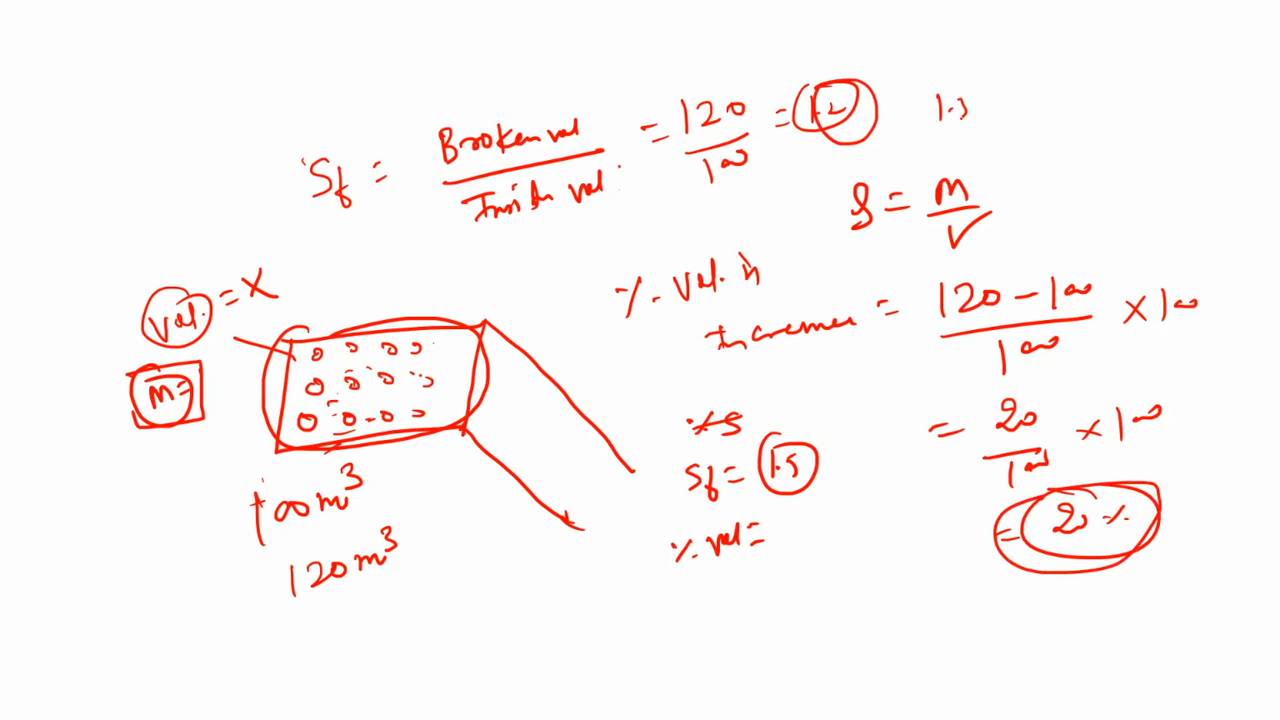 Sf = Broken vol / Insitu vol = 120 / 100 = 1.2
1.3
ρ = m / v
vol. = X
m =
100 m³
120 m³
%. vol. in
Increment = 120 - 100 / 100 × 100
= 20 / 100 × 100
= 20 %
Sf = 1.5
%. vol =